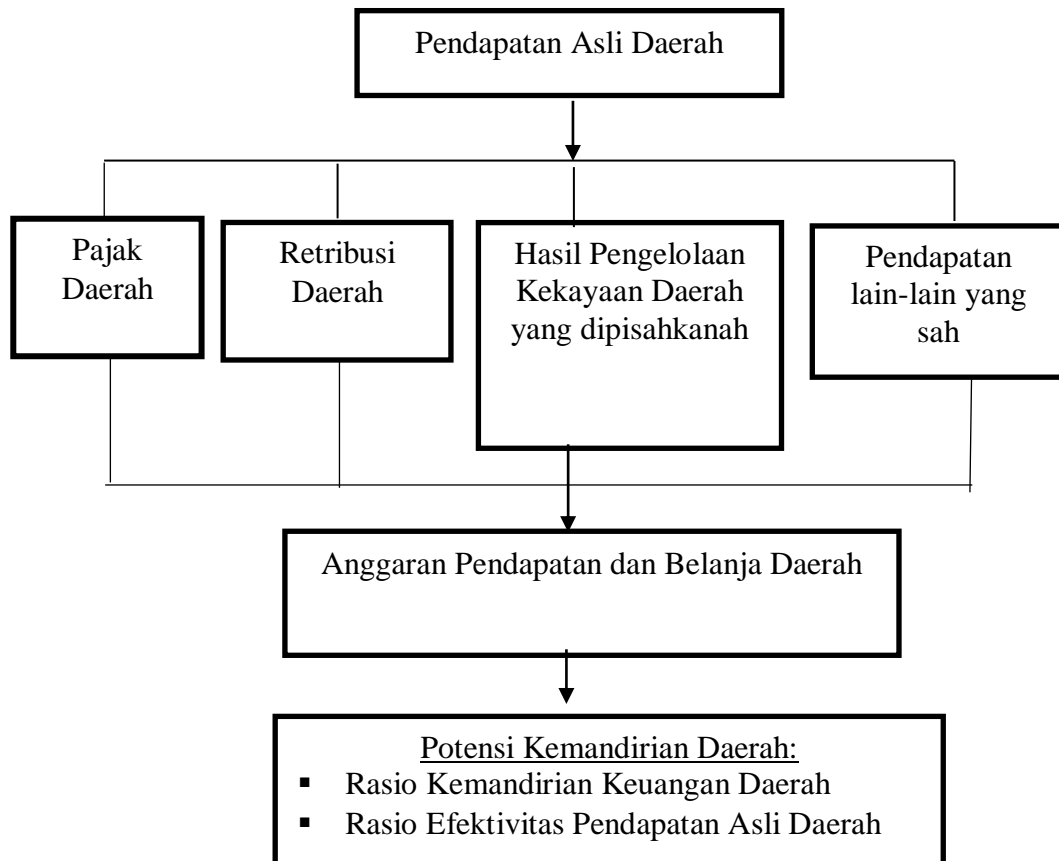 Pendapatan Asli Daerah
Pajak
Daerah
Retribusi
Daerah
Hasil Pengelolaan
Kekayaan Daerah
yang dipisahkanah
Pendapatan
lain-lain yang
sah
Anggaran Pendapatan dan Belanja Daerah
Potensi Kemandirian Daerah:
▪ Rasio Kemandirian Keuangan Daerah
▪ Rasio Efektivitas Pendapatan Asli Daerah